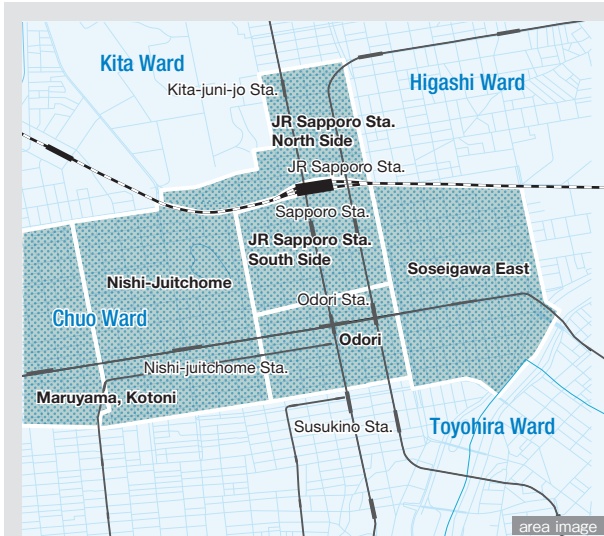 Kita Ward
Kita-juni-jo Sta.
Higashi Ward
JR Sapporo Sta.
North Side
JR Sapporo Sta.
Sapporo Sta.
JR Sapporo Sta.
South Side
Soseigawa East
Nishi-Juitchome
Odori Sta.
Chuo Ward
Odori
Nishi-juitchome Sta.
Maruyama, Kotoni
Susukino Sta.
Toyohira Ward
area image